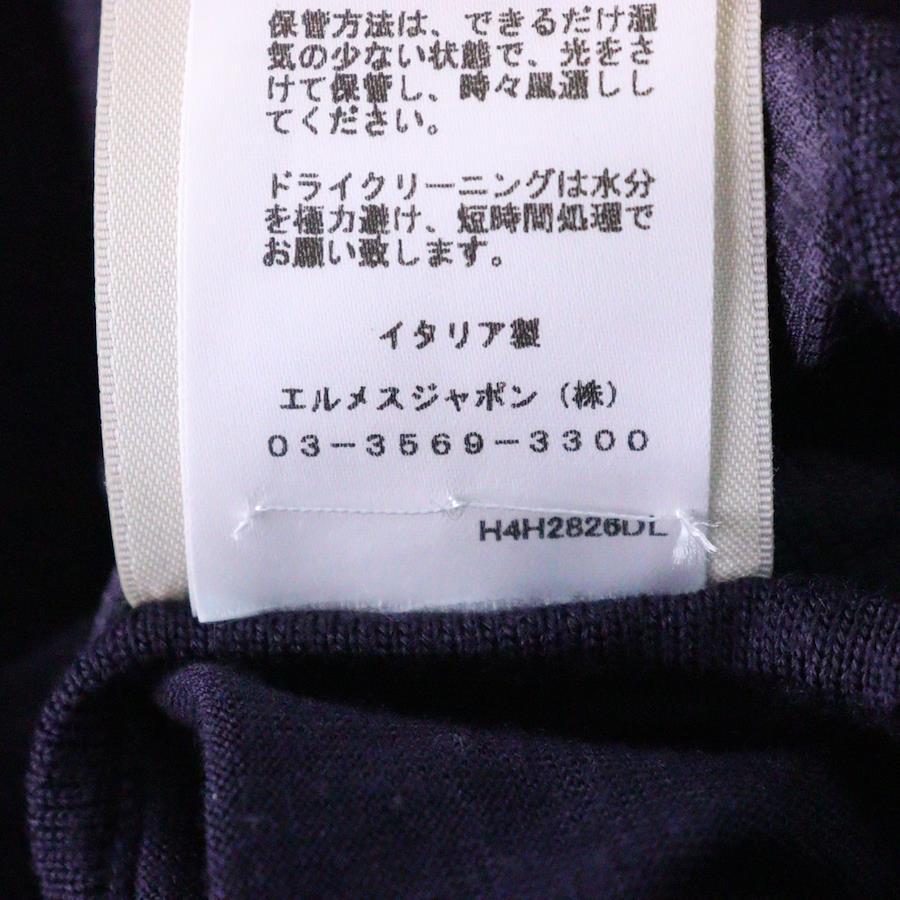 保管方法は、できるだけ湿
気の少ない状態で、光をさ
けて保管し、時々風通しし
てください。
ドライクリーニングは水分
を極力避け、短時間処理で
お願い致します。
イタリア製
エルメスジャポン（株）
03-3569-3300
H4H2826DL